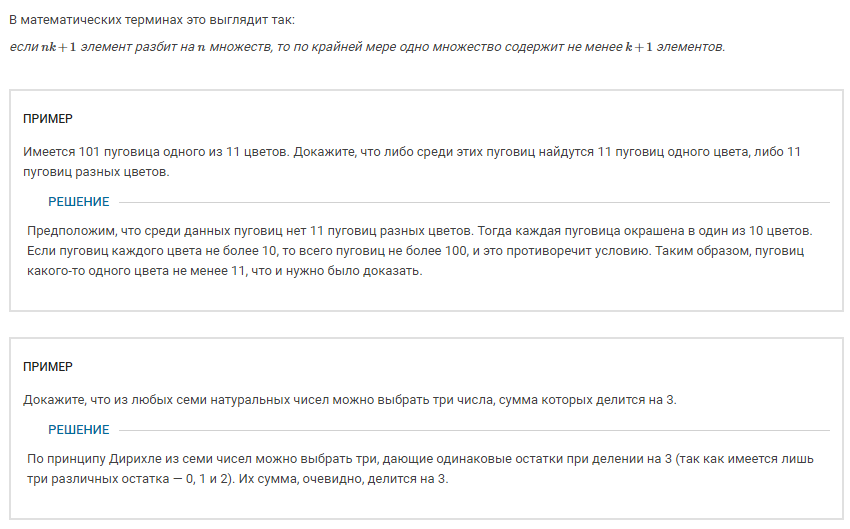 В математических терминах это выглядит так:
если nk+1 элемент разбит на n множеств, то по крайней мере одно множество содержит не менее k+1 элементов.
ПРИМЕР
Имеется 101 пуговица одного из 11 цветов. Докажите, что либо среди этих пуговиц найдутся 11 пуговиц одного цвета, либо 11
пуговиц разных цветов.
РЕШЕНИЕ
Предположим, что среди данных пуговиц нет 11 пуговиц разных цветов. Тогда каждая пуговица окрашена в один из 10 цветов.
Если пуговиц каждого цвета не более 10, то всего пуговиц не более 100, и это противоречит условию. Таким образом, пуговиц
какого-то одного цвета не менее 11, что и нужно было доказать.
ПРИМЕР
Докажите, что из любых семи натуральных чисел можно выбрать три числа, сумма которых делится на 3.
РЕШЕНИЕ
По принципу Дирихле из семи чисел можно выбрать три, дающие одинаковые остатки при делении на 3 (так как имеется лишь
три различных остатка — 0, 1 и 2). Их сумма, очевидно, делится на 3.